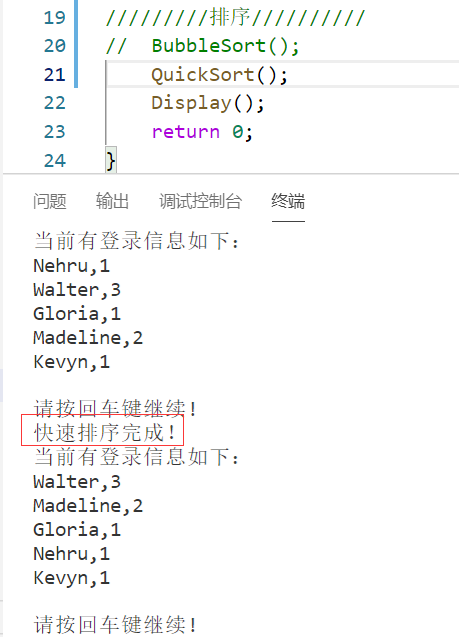 19 /////////排序//////////
20 // BubbleSort();
21 QuickSort();
22 Display();
23 return 0;
24 }
问题 输出 调试控制台 终端
当前有登录信息如下：
Nehru,1
Walter,3
Gloria,1
Madeline,2
Kevyn,1
请按回车键继续!
快速排序完成!
当前有登录信息如下：
Walter,3
Madeline,2
Gloria,1
Nehru,1
Kevyn,1
请按回车键继续!